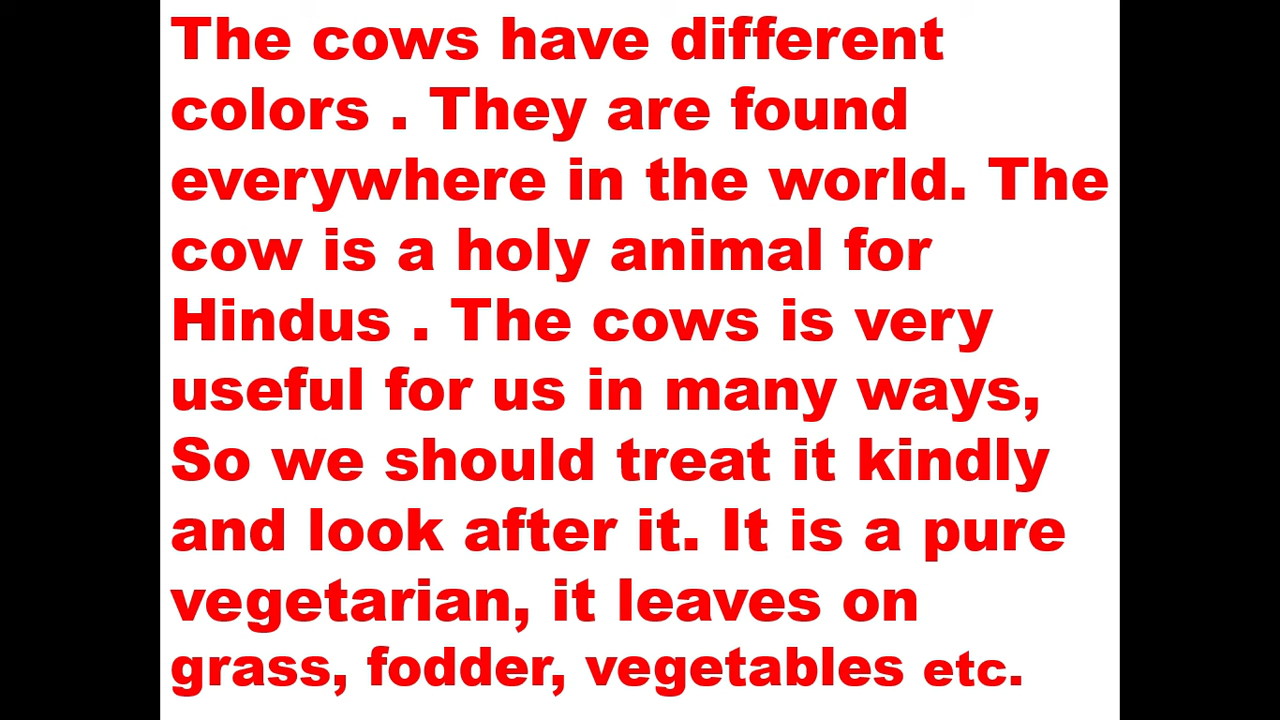 The cows have different
colors . They are found
everywhere in the world. The
cow is a holy animal for
Hindus . The cows is very
useful for us in many ways,
So we should treat it kindly
and look after it. It is a pure
vegetarian, it leaves on
grass, fodder, vegetables etc.